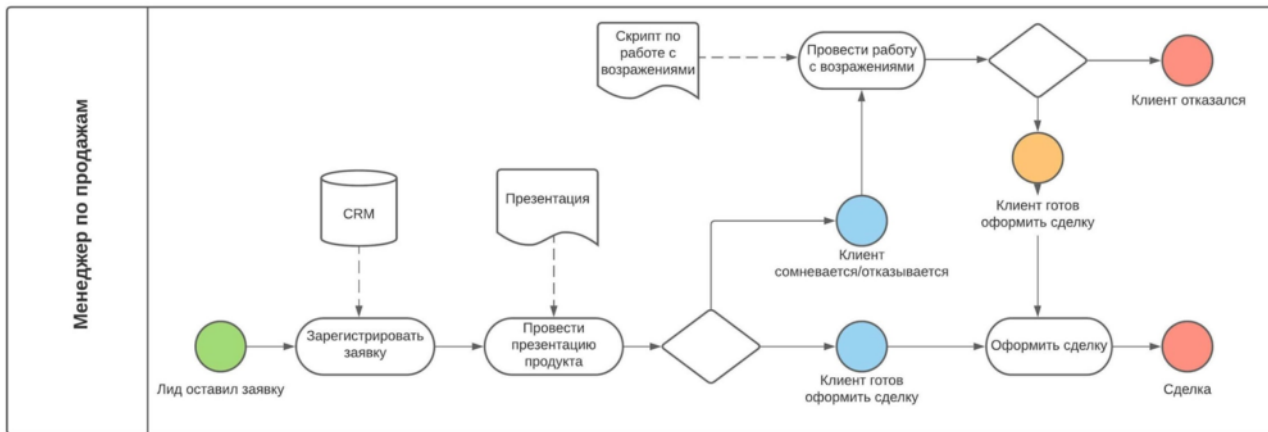 Менеджер по продажам
Скрипт по
работе с
возражениями
Провести работу
с возражениями
Клиент отказался
CRM
Презентация
Клиент готов
оформить сделку
Клиент
сомневается/отказывается
Лид оставил заявку
Зарегистрировать
заявку
Провести
презентацию
продукта
Клиент готов
оформить сделку
Оформить сделку
Сделка